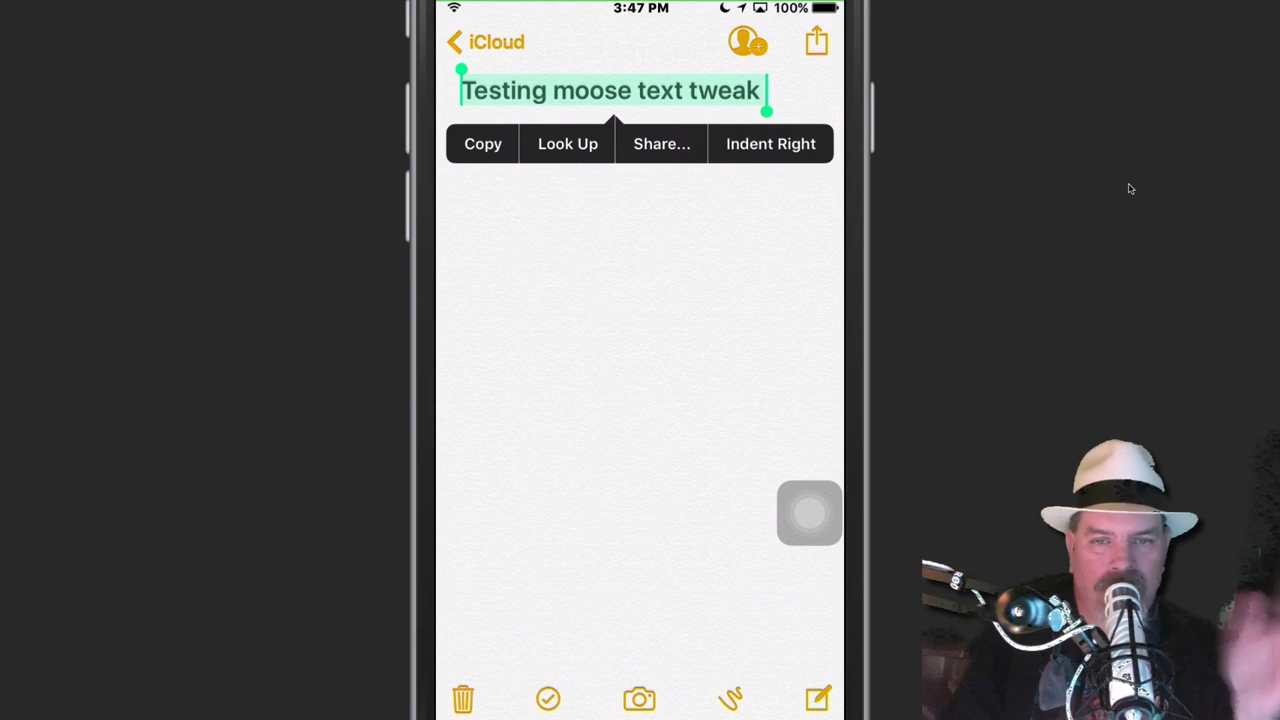 3:47 PM 100%
iCloud
Testing moose text tweak
Copy Look Up Share... Indent Right